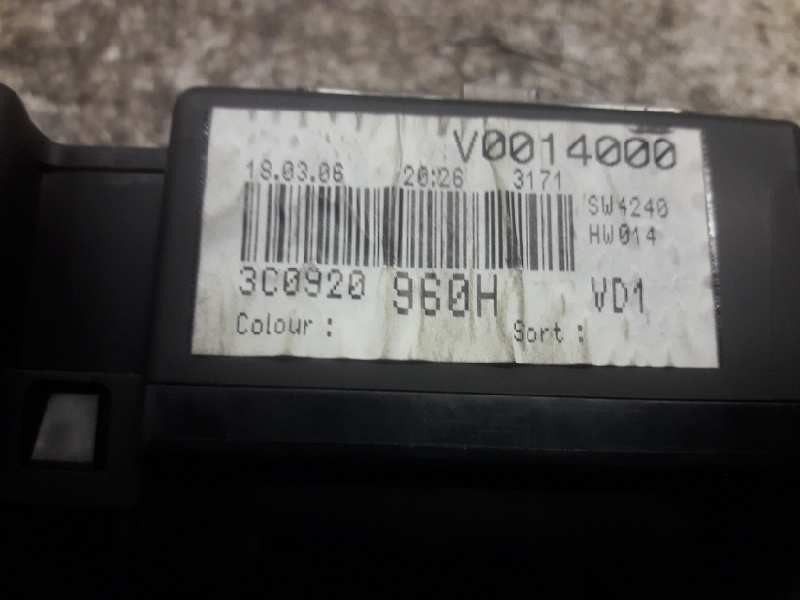 V0014000
18.03.06 20:26 3171
SW4240
HW014
3C0920 960H VD1
Colour : Sort :